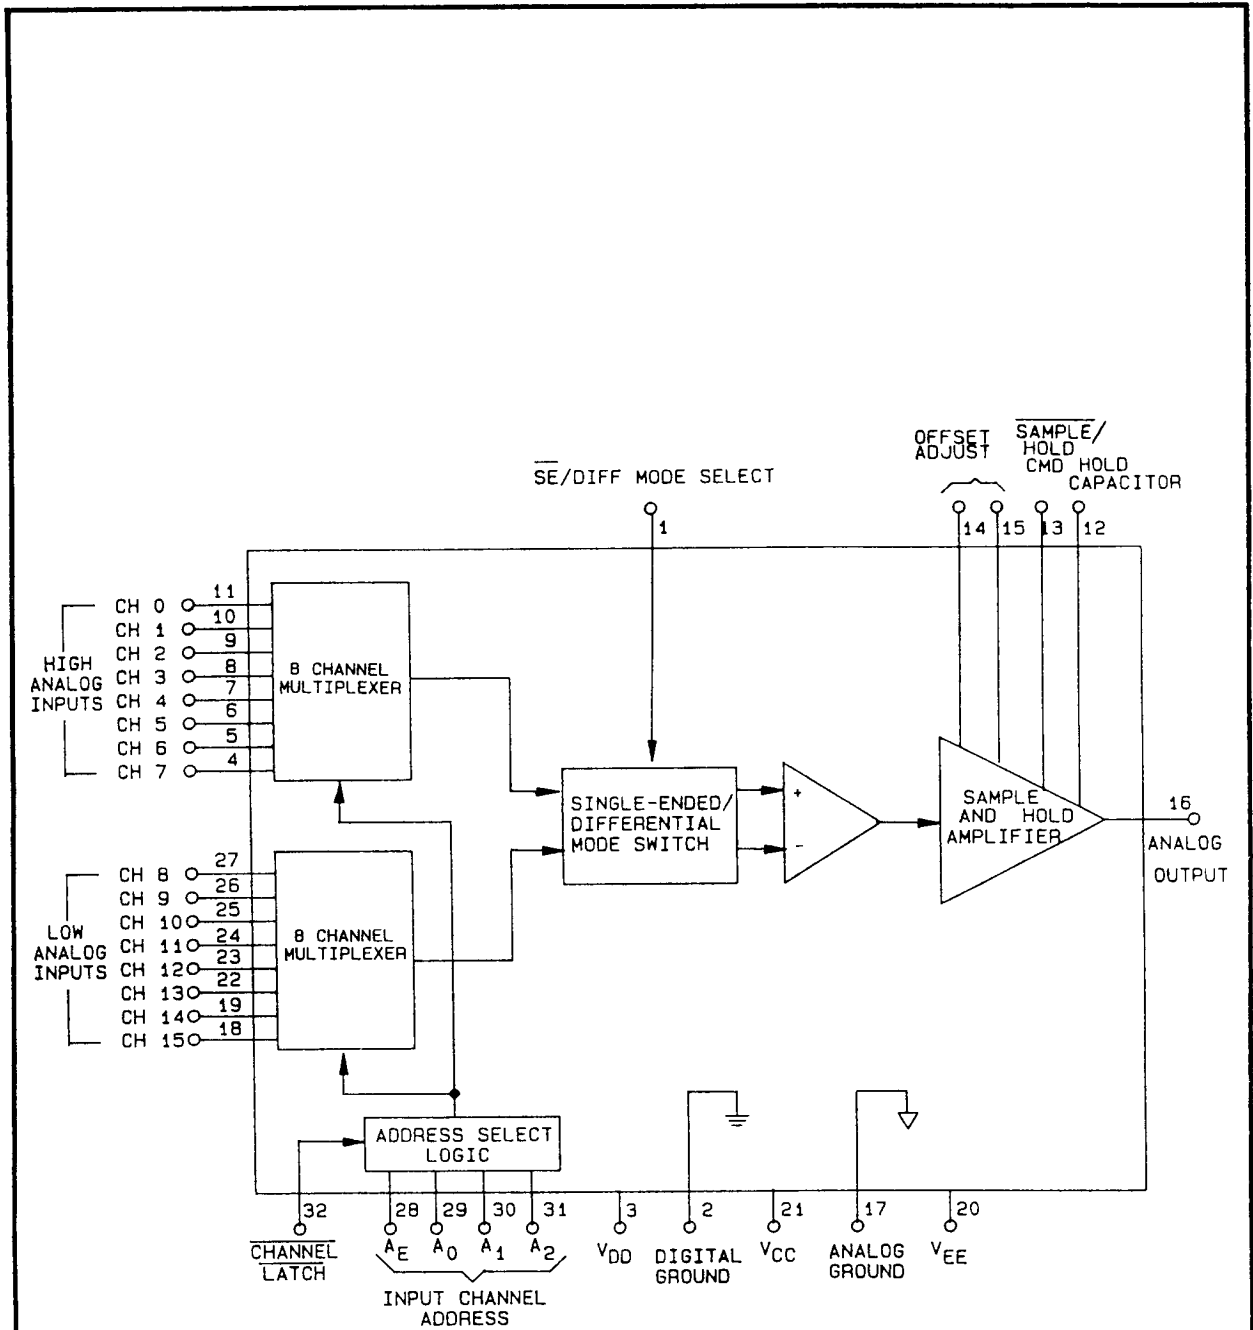 OFFSET
ADJUST
SAMPLE/
HOLD
CMD HOLD
CAPACITOR
SE/DIFF MODE SELECT
1
14
15
13
12
HIGH
ANALOG
INPUTS
CH 0 11
CH 1 10
CH 2 9
CH 3 8
CH 4 7
CH 5 6
CH 6 5
CH 7 4
8 CHANNEL
MULTIPLEXER
SINGLE-ENDED/
DIFFERENTIAL
MODE SWITCH
+
-
SAMPLE
AND HOLD
AMPLIFIER
16
ANALOG
OUTPUT
LOW
ANALOG
INPUTS
CH 8 27
CH 9 26
CH 10 25
CH 11 24
CH 12 23
CH 13 22
CH 14 19
CH 15 18
8 CHANNEL
MULTIPLEXER
ADDRESS SELECT
LOGIC
32
28
29
30
31
3
2
21
17
20
CHANNEL
LATCH
AE
A0
A1
A2
INPUT CHANNEL
ADDRESS
VDD
DIGITAL
GROUND
VCC
ANALOG
GROUND
VEE